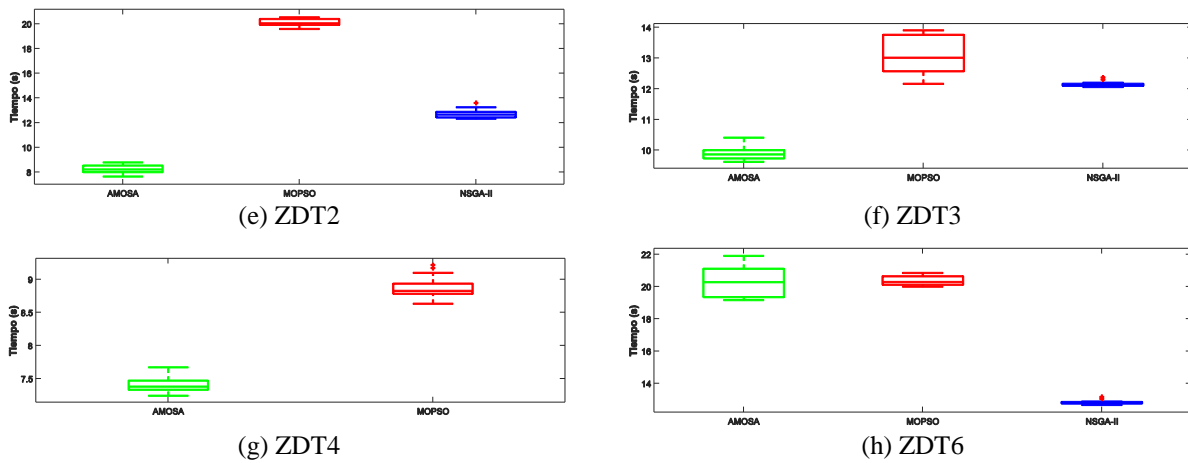 20
18
16
14
12
10
8
Tiempo (s)
AMOSA MOPSO NSGA-II
(e) ZDT2
14
13
12
11
10
Tiempo (s)
AMOSA MOPSO NSGA-II
(f) ZDT3
9
8.5
8
7.5
Tiempo (s)
AMOSA MOPSO
(g) ZDT4
22
20
18
16
14
Tiempo (s)
AMOSA MOPSO NSGA-II
(h) ZDT6